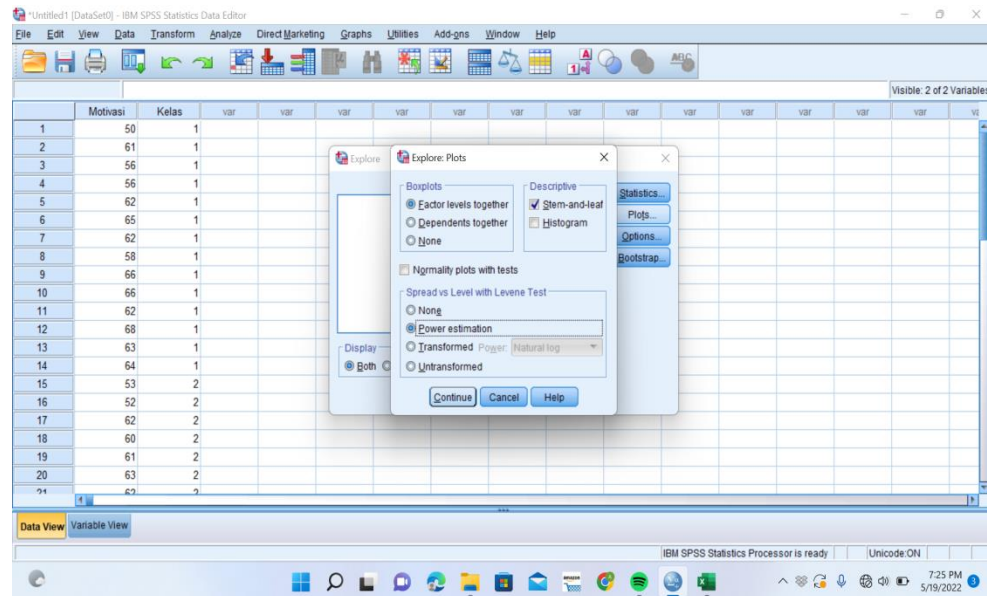 *Untitled1 [DataSet0] - IBM SPSS Statistics Data Editor
File Edit View Data Transform Analyze Direct Marketing Graphs Utilities Add-ons Window Help
Visible: 2 of 2 Variables
Motivasi Kelas var var var var var var var var var var var
1 50 1
2 61 1
3 56 1
4 56 1
5 62 1
6 65 1
7 62 1
8 58 1
9 66 1
10 66 1
11 62 1
12 68 1
13 63 1
14 64 1
15 53 2
16 52 2
17 62 2
18 60 2
19 61 2
20 63 2
21 62 2
Explore
Statistics...
Plots...
Options...
Bootstrap...
Display
Both
Explore: Plots
Boxplots
Factor levels together
Dependents together
None
Descriptive
Stem-and-leaf
Histogram
Normality plots with tests
Spread vs Level with Levene Test
None
Power estimation
Transformed Power: Natural log
Untransformed
Continue Cancel Help
Data View Variable View
IBM SPSS Statistics Processor is ready Unicode:ON
7:25 PM
5/19/2022
3